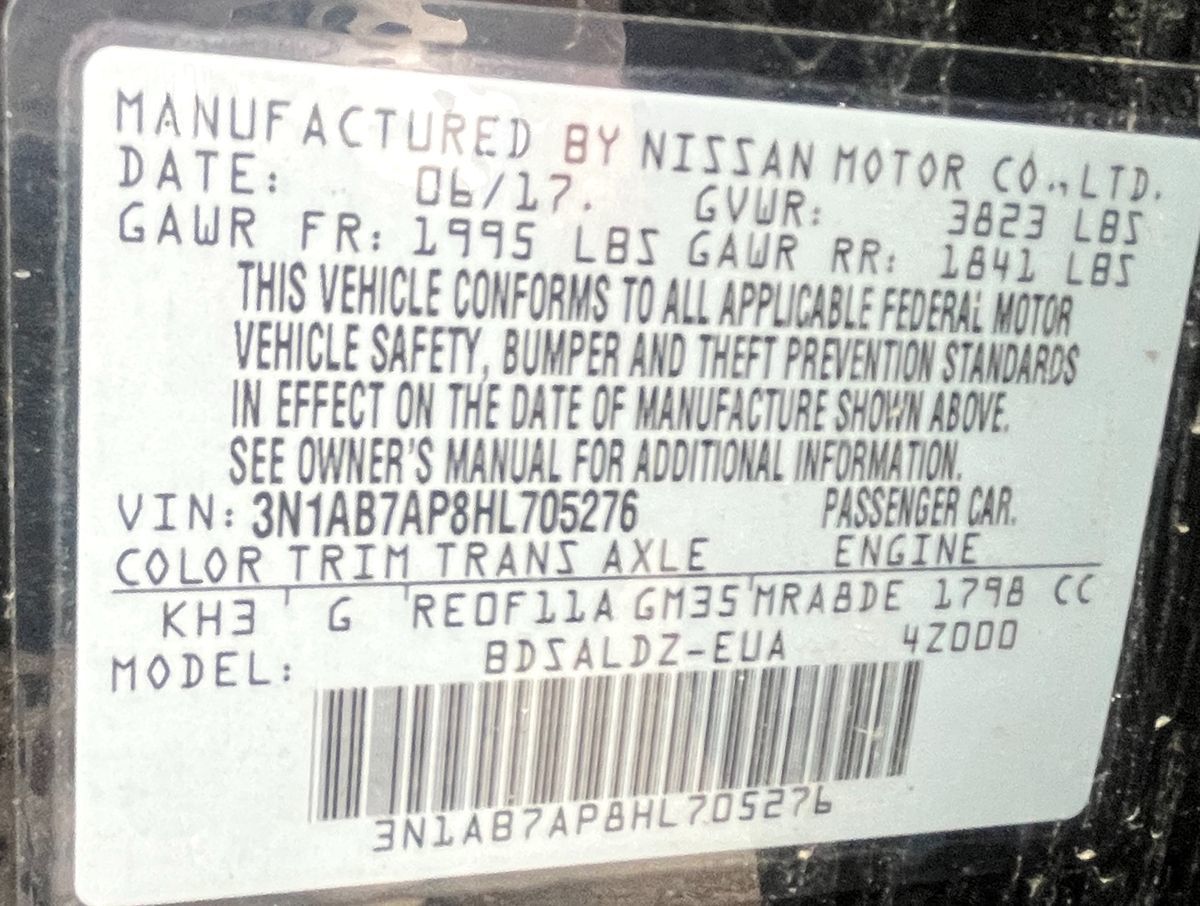 MANUFACTURED BY NISSAN MOTOR CO.,LTD.
DATE: 06/17. GVWR: 3823 LBS
GAWR FR: 1995 LBS GAWR RR: 1841 LBS
THIS VEHICLE CONFORMS TO ALL APPLICABLE FEDERAL MOTOR
VEHICLE SAFETY, BUMPER AND THEFT PREVENTION STANDARDS
IN EFFECT ON THE DATE OF MANUFACTURE SHOWN ABOVE.
SEE OWNER'S MANUAL FOR ADDITIONAL INFORMATION.
VIN: 3N1AB7AP8HL705276 PASSENGER CAR.
COLOR TRIM TRANS AXLE ENGINE
KH3 G RE0F11A GM35 MRA8DE 1798 CC
MODEL: BDSALDZ-EUA 4Z000
3N1AB7AP8HL705276